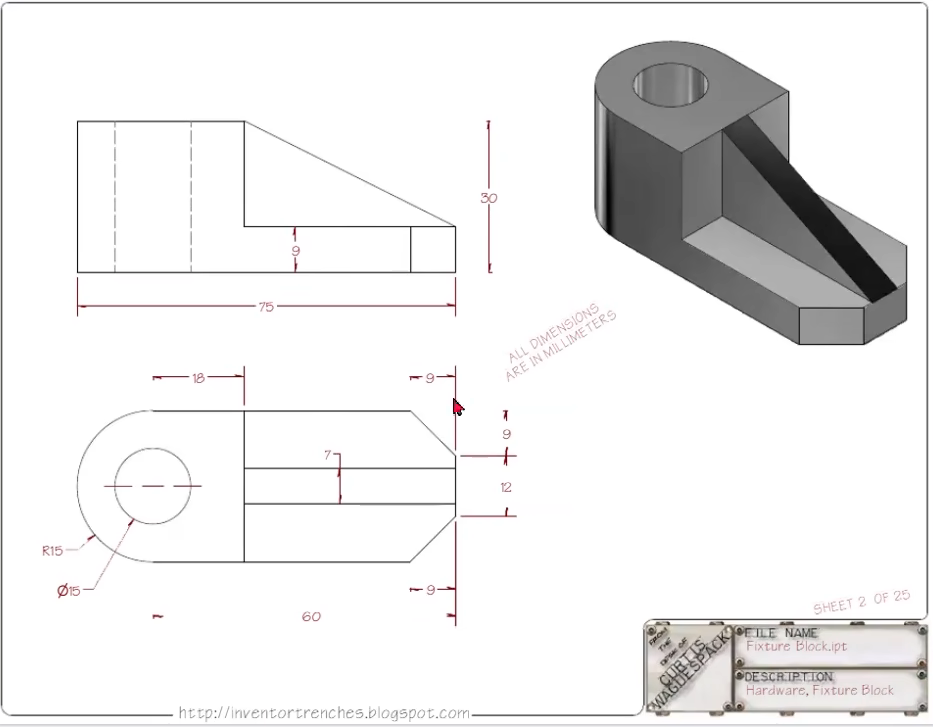 30
9
75
ALL DIMENSIONS
ARE IN MILLIMETERS
18
9
9
7
12
R15
Ø15
9
60
SHEET 2 OF 25
FROM
THE
DESK OF
CURTIS
WAGUESPACK
FILE NAME
Fixture Block.ipt
DESCRIPTION
Hardware, Fixture Block
http://inventortrenches.blogspot.com